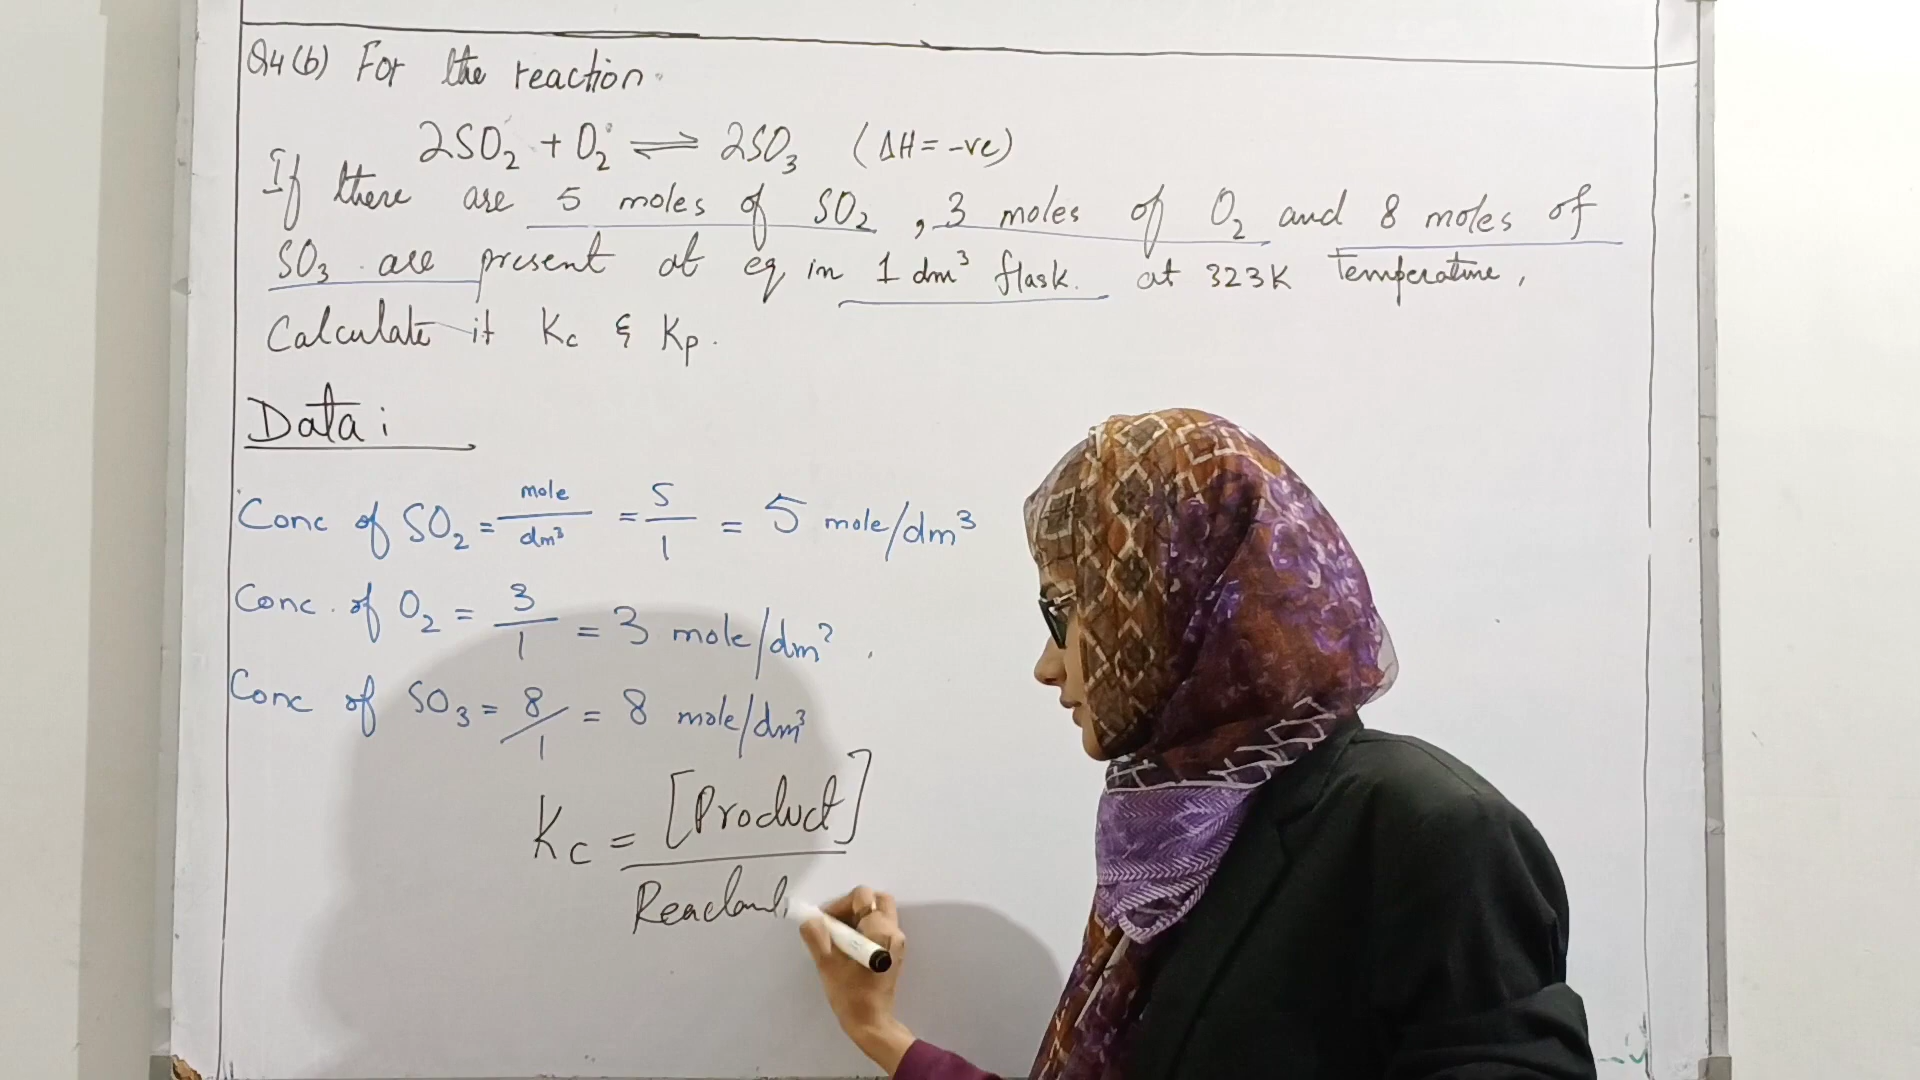 Q4(b) For the reaction.
2SO₂ + O₂ ⇌ 2SO₃ (ΔH = -ve)
If there are 5 moles of SO₂, 3 moles of O₂ and 8 moles of
SO₃ are present at eq in 1 dm³ flask. at 323K Temperature,
Calculate it Kc & Kp.
Data:
Conc of SO₂ = mole/dm³ = 5/1 = 5 mole/dm³
Conc. of O₂ = 3/1 = 3 mole/dm³.
Conc of SO₃ = 8/1 = 8 mole/dm³
Kc = [Product]
Reactant